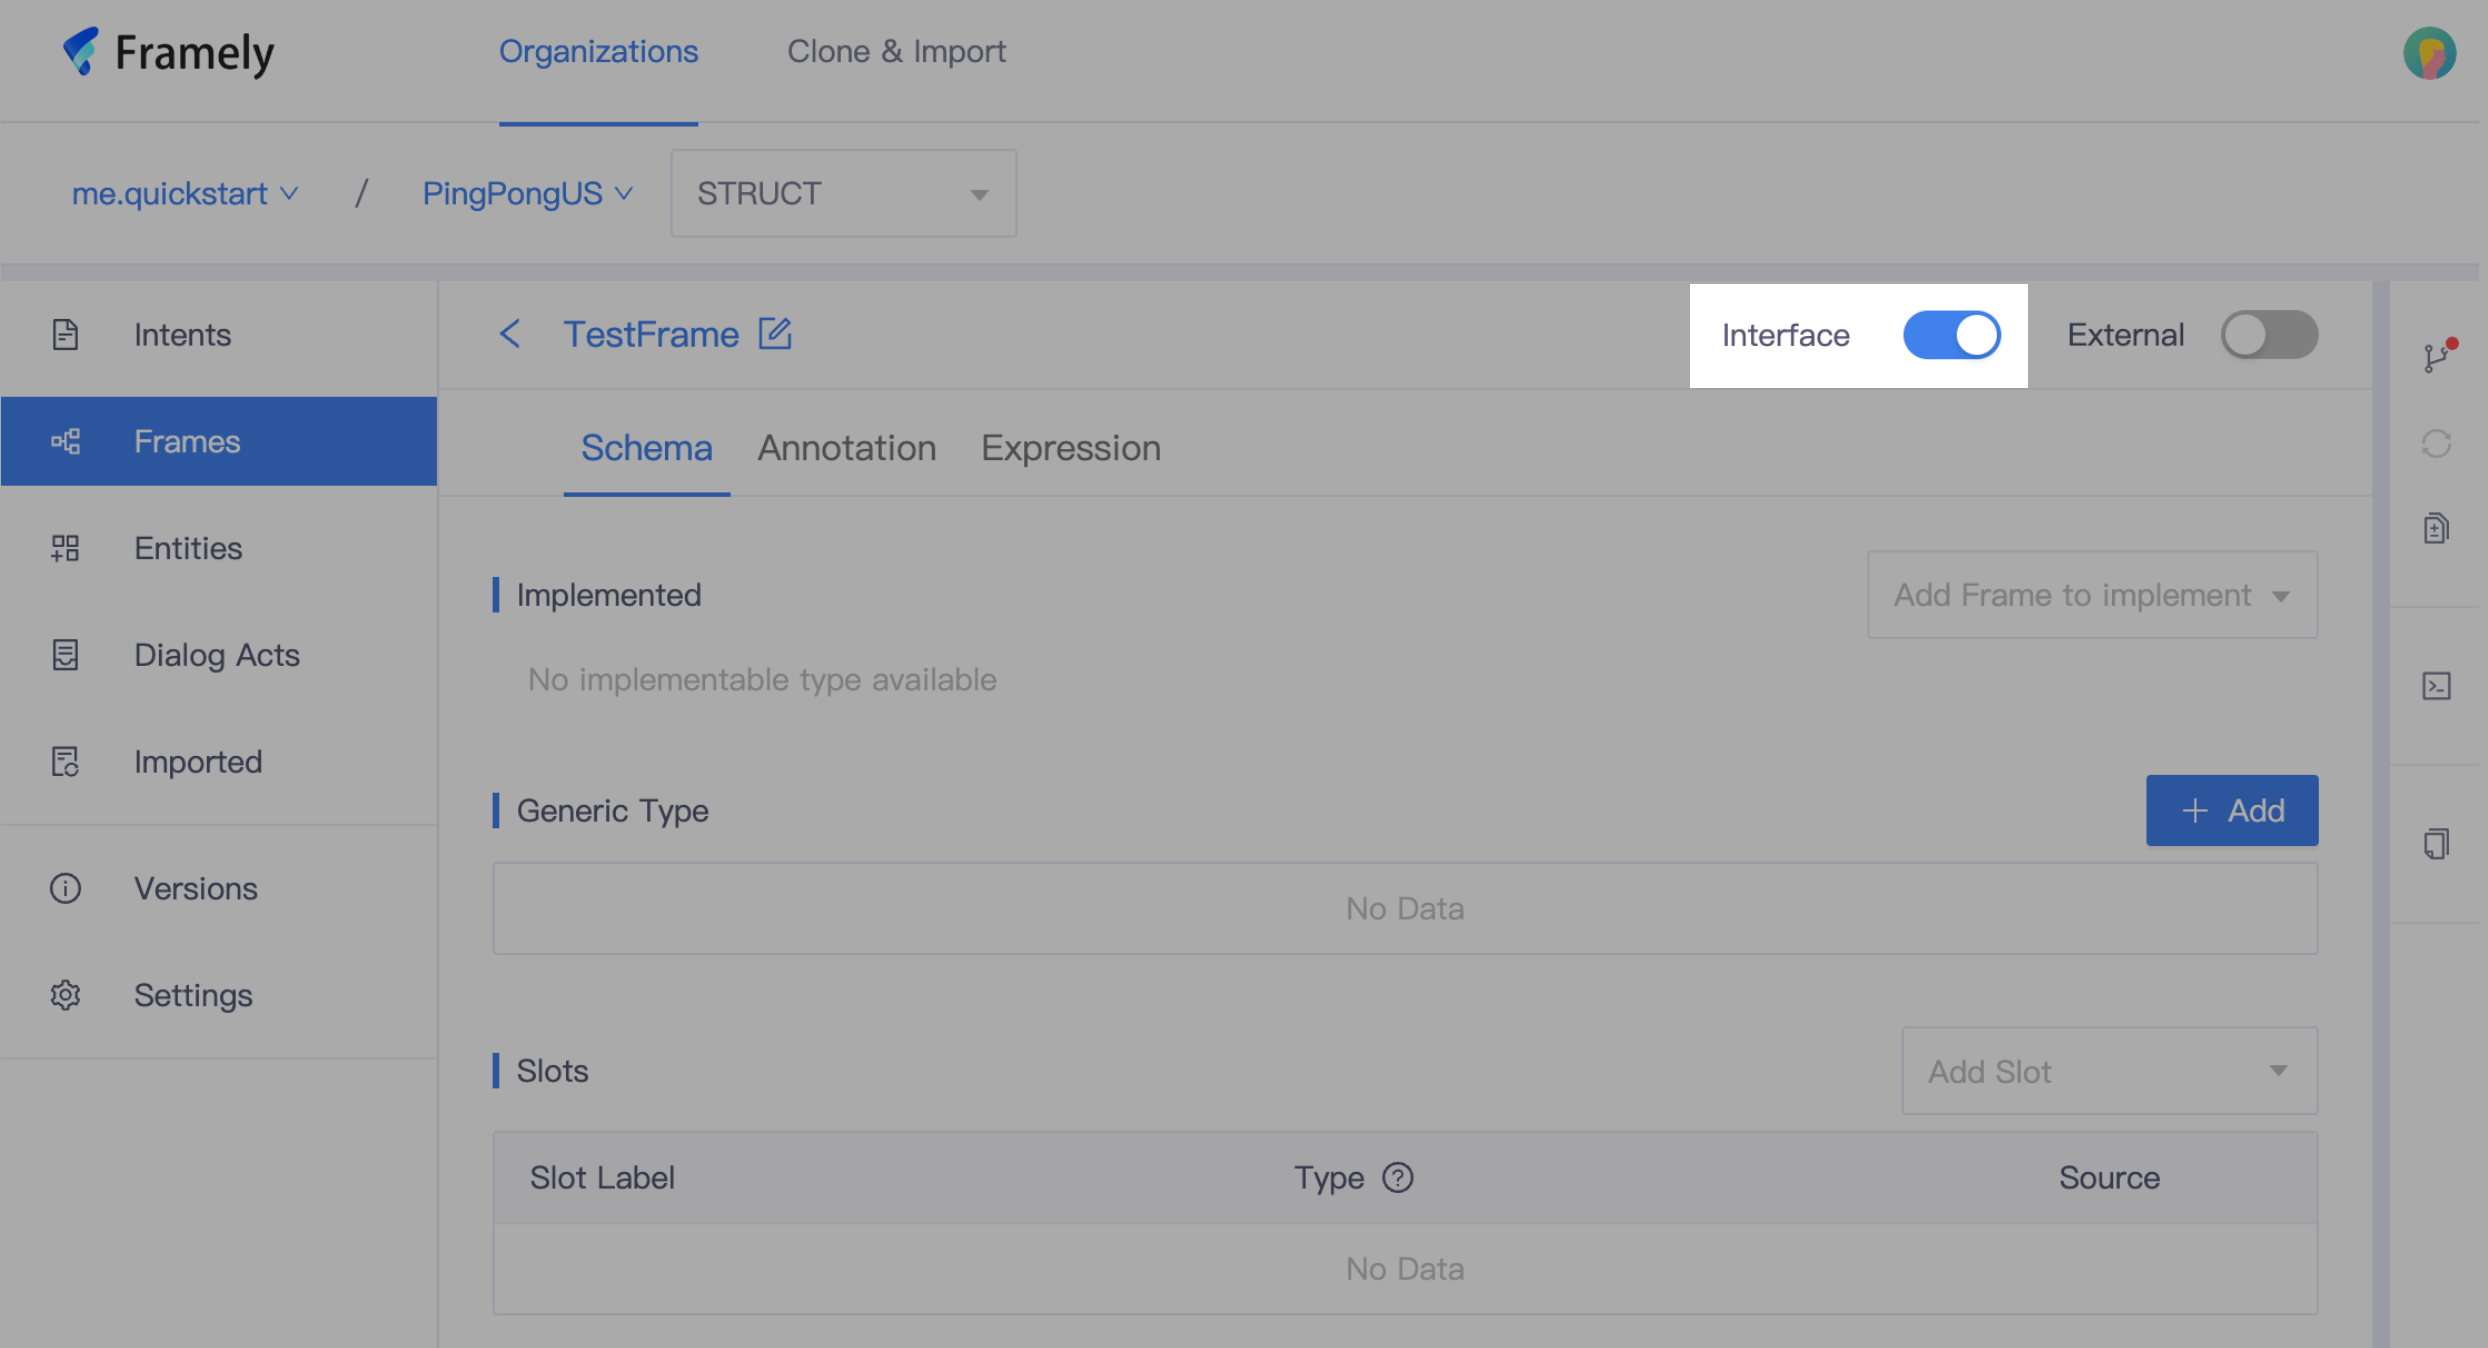 Framely
Organizations
Clone & Import
me.quickstart / PingPongUS
STRUCT
Intents
Frames
Entities
Dialog Acts
Imported
Versions
Settings
TestFrame
Interface
External
Schema
Annotation
Expression
Implemented
Add Frame to implement
No implementable type available
Generic Type
+ Add
No Data
Slots
Add Slot
Slot Label
Type ?
Source
No Data